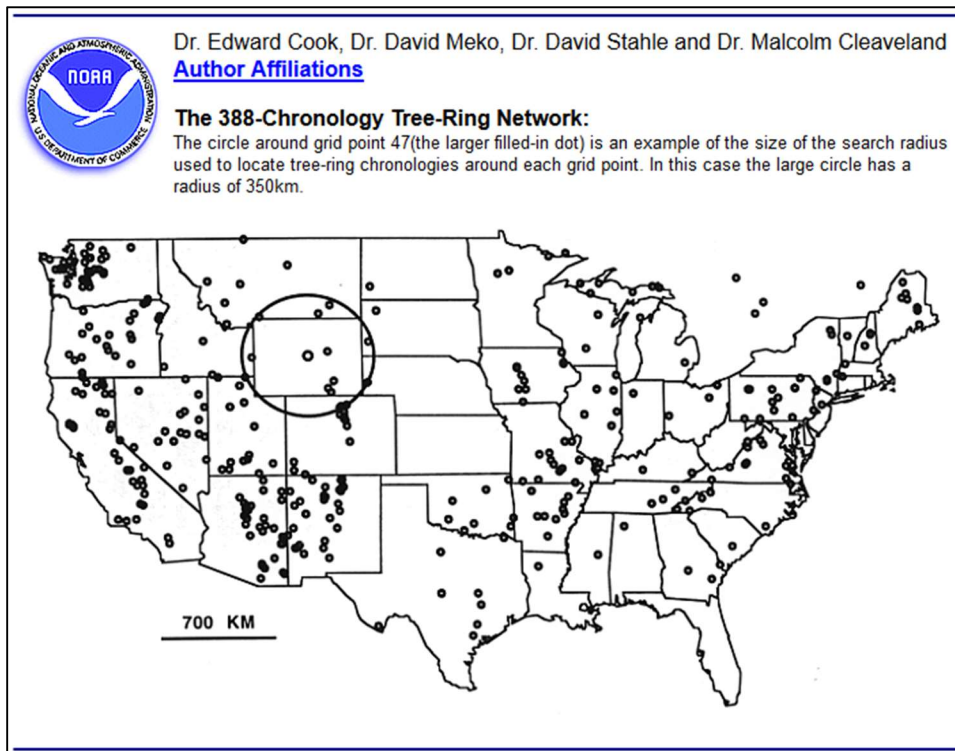 Dr. Edward Cook, Dr. David Meko, Dr. David Stahle and Dr. Malcolm Cleaveland
Author Affiliations
NATIONAL OCEANIC AND ATMOSPHERIC ADMINISTRATION
NOAA
U.S. DEPARTMENT OF COMMERCE
The 388-Chronology Tree-Ring Network:
The circle around grid point 47(the larger filled-in dot) is an example of the size of the search radius
used to locate tree-ring chronologies around each grid point. In this case the large circle has a
radius of 350km.
700 KM